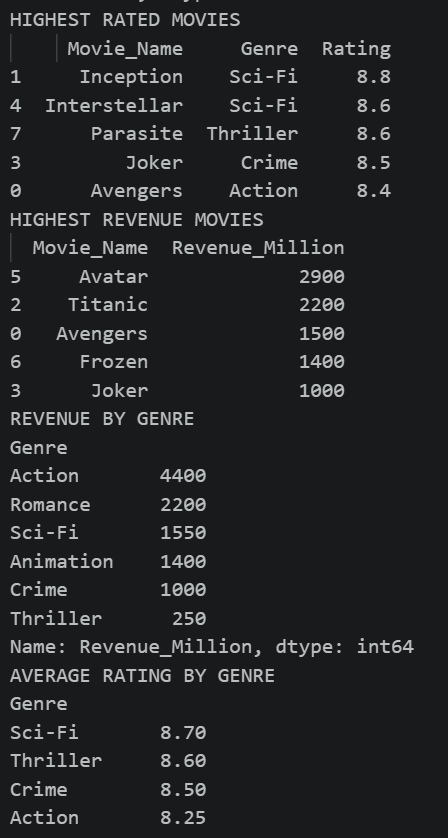 HIGHEST RATED MOVIES
Movie_Name Genre Rating
1 Inception Sci-Fi 8.8
4 Interstellar Sci-Fi 8.6
7 Parasite Thriller 8.6
3 Joker Crime 8.5
0 Avengers Action 8.4
HIGHEST REVENUE MOVIES
Movie_Name Revenue_Million
5 Avatar 2900
2 Titanic 2200
0 Avengers 1500
6 Frozen 1400
3 Joker 1000
REVENUE BY GENRE
Genre
Action 4400
Romance 2200
Sci-Fi 1550
Animation 1400
Crime 1000
Thriller 250
Name: Revenue_Million, dtype: int64
AVERAGE RATING BY GENRE
Genre
Sci-Fi 8.70
Thriller 8.60
Crime 8.50
Action 8.25